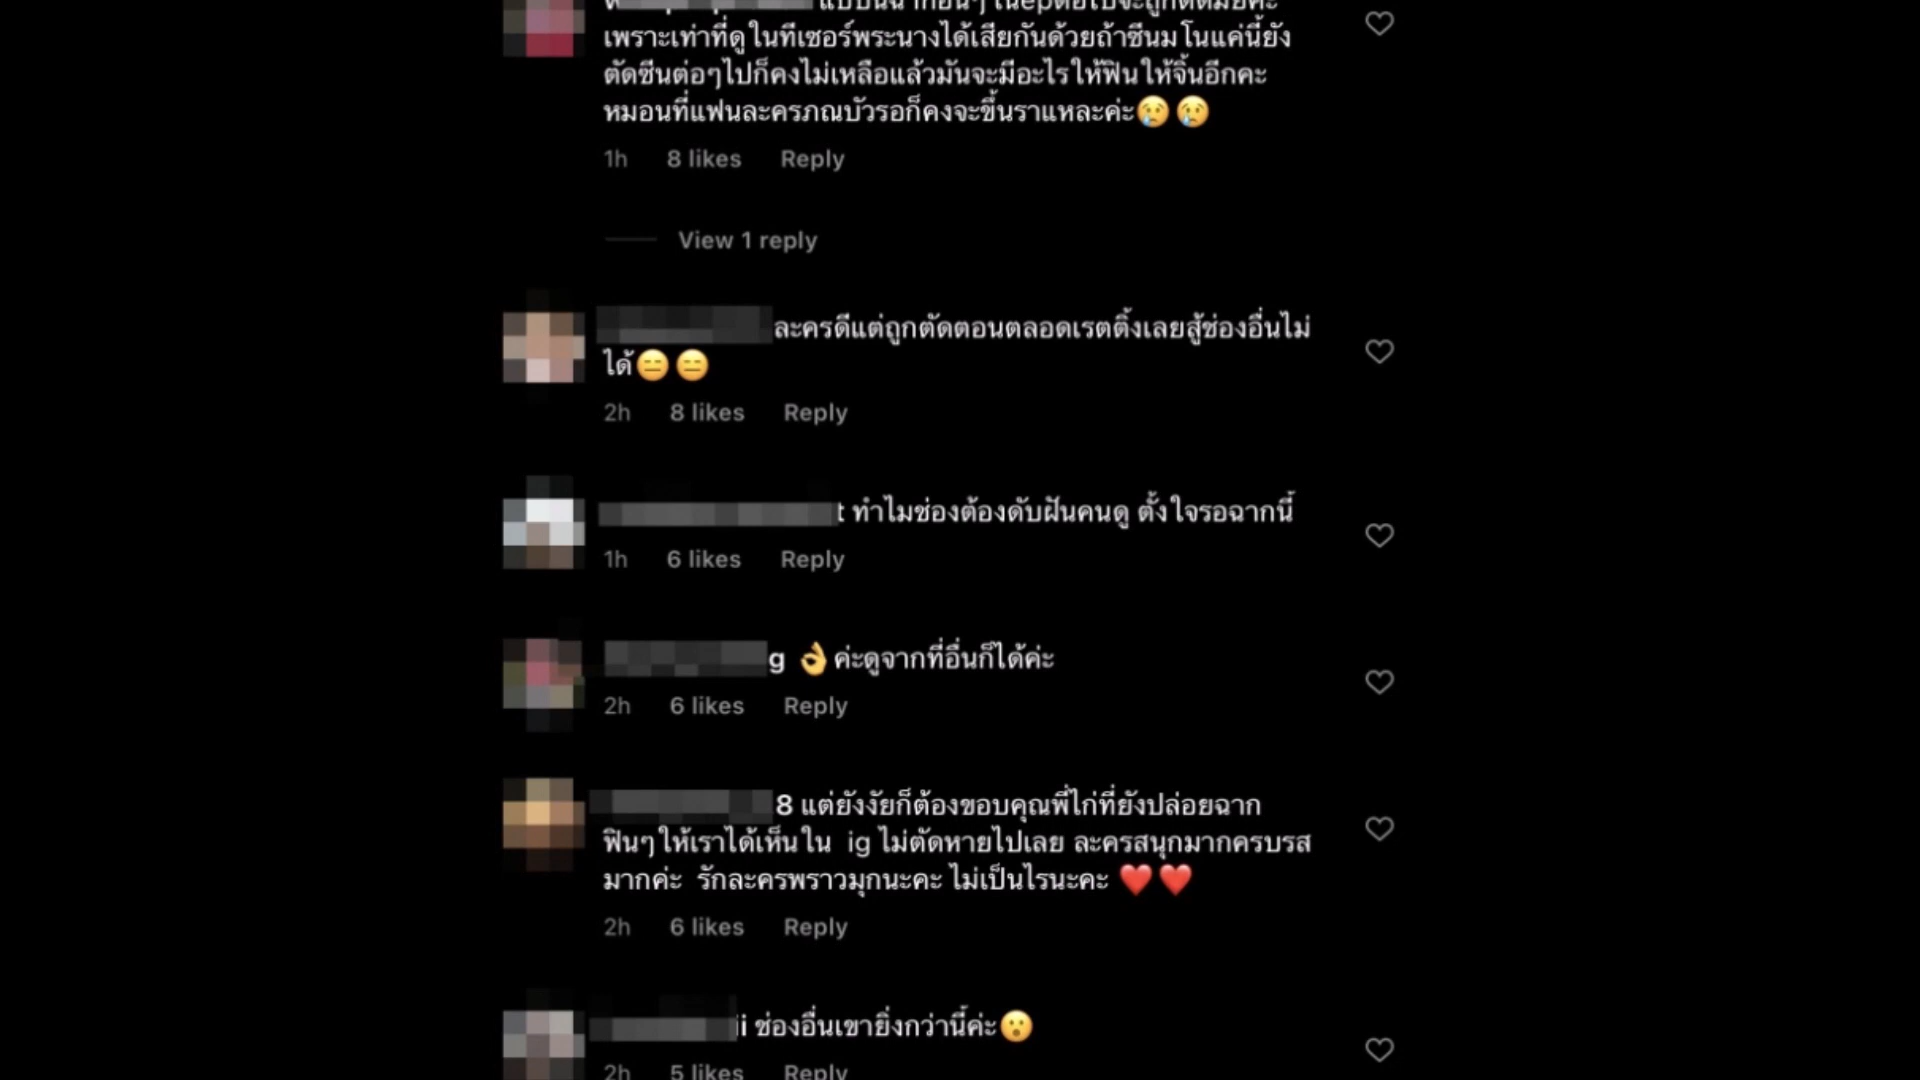 เพราะเท่าที่ดูในทีเซอร์พระนางได้เสียกันด้วยถ้าซีนมโนแค่นี้ยัง
ตัดซีนต่อๆไปก็คงไม่เหลือแล้วมันจะมีอะไรให้ฟินให้จิ้นอีกคะ
หมอนที่แฟนละครภณบัวรอก็คงจะขึ้นราแหละค่ะ😢😢
1h 8 likes Reply
View 1 reply
ละครดีแต่ถูกตัดตอนตลอดเรตติ้งเลยสู้ช่องอื่นไม่
ได้😑😑
2h 8 likes Reply
t ทำไมช่องต้องดับฝันคนดู ตั้งใจรอฉากนี้
1h 6 likes Reply
g 👌ค่ะดูจากที่อื่นก็ได้ค่ะ
2h 6 likes Reply
8 แต่ยังงัยก็ต้องขอบคุณพี่ไก่ที่ยังปล่อยฉาก
ฟินๆให้เราได้เห็นใน ig ไม่ตัดหายไปเลย ละครสนุกมากครบรส
มากค่ะ รักละครพราวมุกนะคะ ไม่เป็นไรนะคะ ❤️❤️
2h 6 likes Reply
ii ช่องอื่นเขายิ่งกว่านี้ค่ะ😮
2h 5 likes Reply